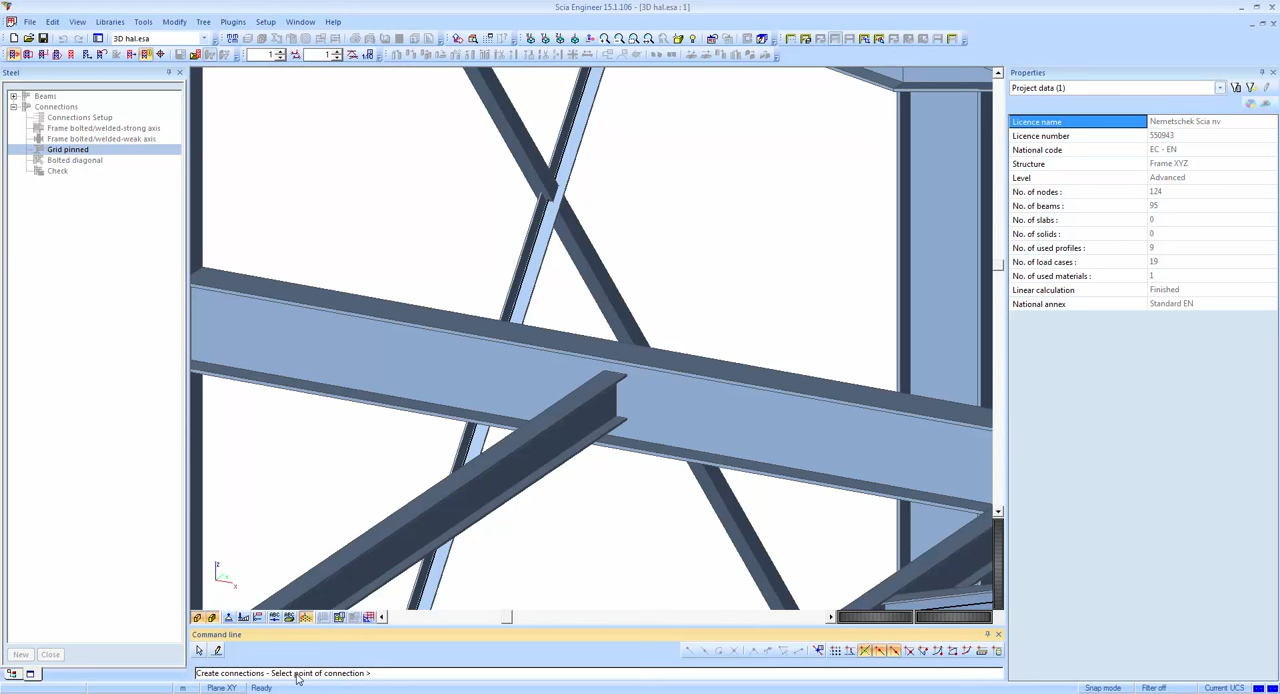 Scia Engineer 15.1.106 - [3D hal.esa : 1]
File Edit View Libraries Tools Modify Tree Plugins Setup Window Help
3D hal.esa
1 1
Steel
Beams
Connections
Connections Setup
Frame bolted/welded-strong axis
Frame bolted/welded-weak axis
Grid pinned
Bolted diagonal
Check
New Close
z
y
x
Command line
Create connections - Select point of connection >
m Plane XY Ready Snap mode Filter off Current UCS
Properties
Project data (1)
Licence name Nemetschek Scia nv
Licence number 550943
National code EC - EN
Structure Frame XYZ
Level Advanced
No. of nodes : 124
No. of beams : 95
No. of slabs : 0
No. of solids : 0
No. of used profiles : 9
No. of load cases : 19
No. of used materials : 1
Linear calculation Finished
National annex Standard EN